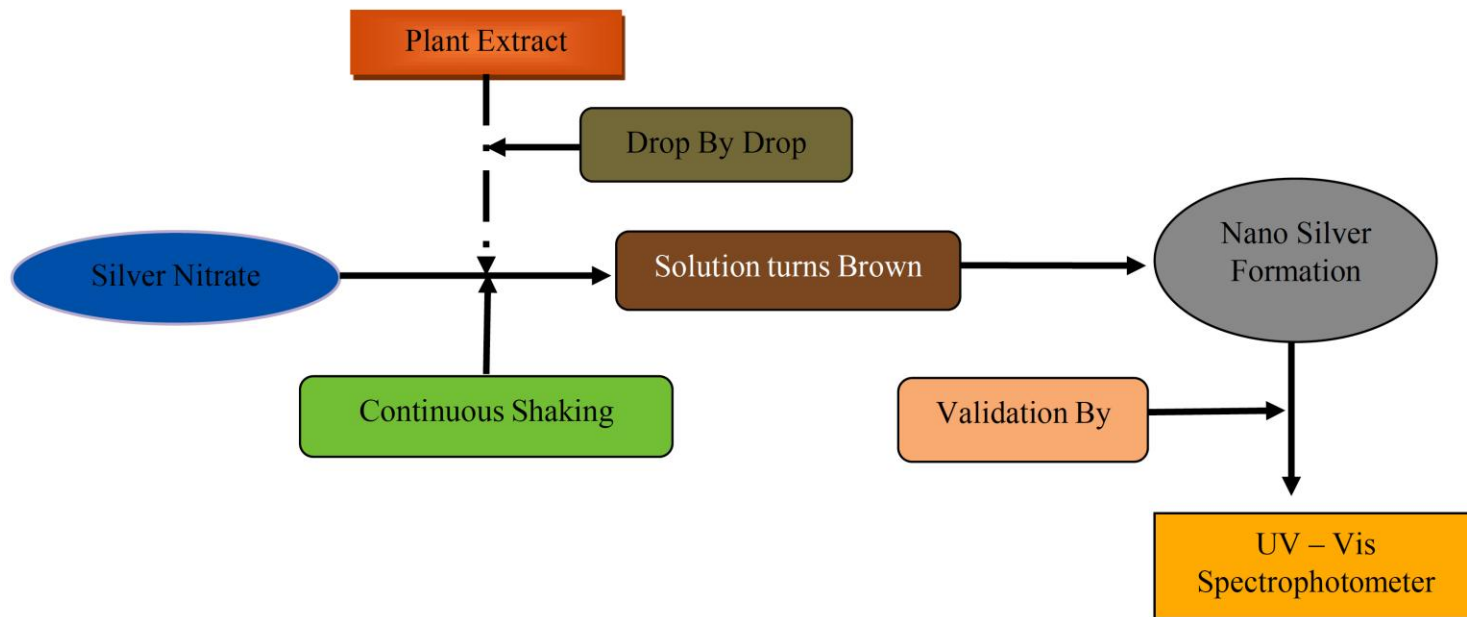 Plant Extract
Drop By Drop
Silver Nitrate
Solution turns Brown
Nano Silver
Formation
Continuous Shaking
Validation By
UV – Vis
Spectrophotometer